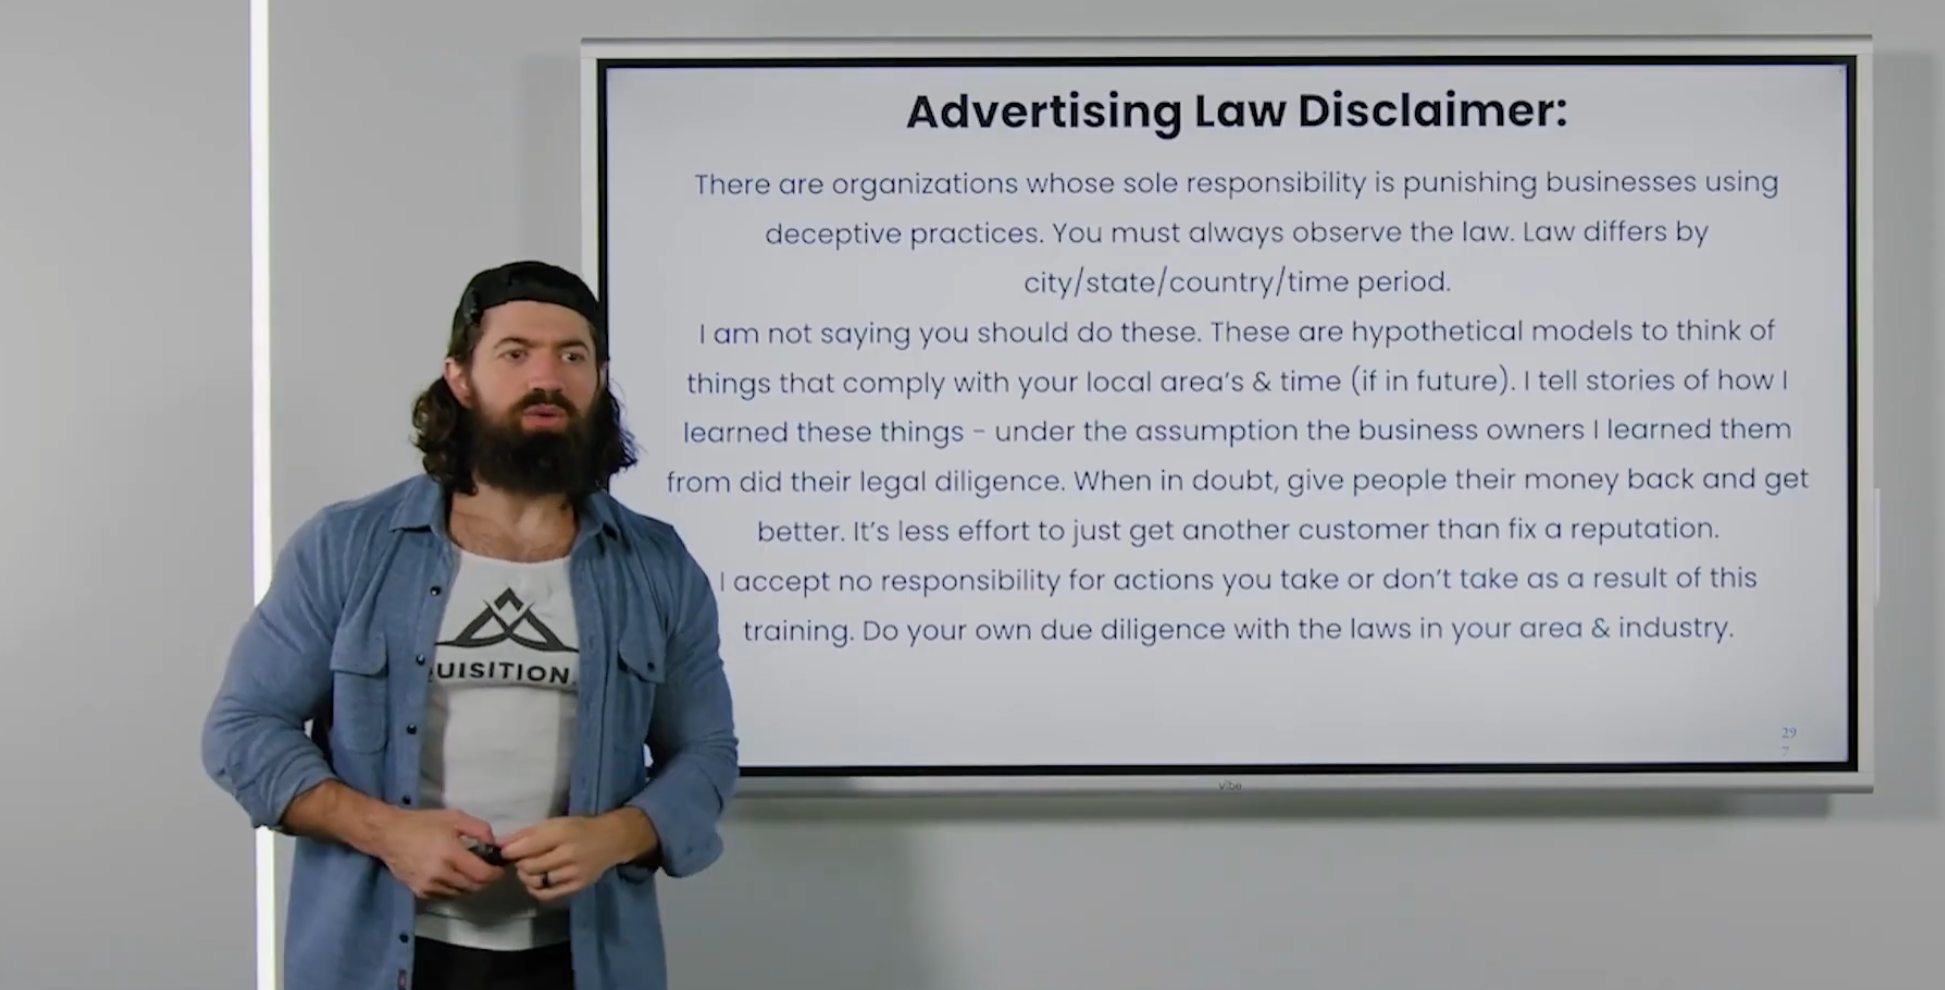 Advertising Law Disclaimer:
There are organizations whose sole responsibility is punishing businesses using
deceptive practices. You must always observe the law. Law differs by
city/state/country/time period.
I am not saying you should do these. These are hypothetical models to think of
things that comply with your local area's & time (if in future). I tell stories of how I
learned these things - under the assumption the business owners I learned them
from did their legal diligence. When in doubt, give people their money back and get
better. It's less effort to just get another customer than fix a reputation.
I accept no responsibility for actions you take or don't take as a result of this
training. Do your own due diligence with the laws in your area & industry.
29
7
vibe
UISITION